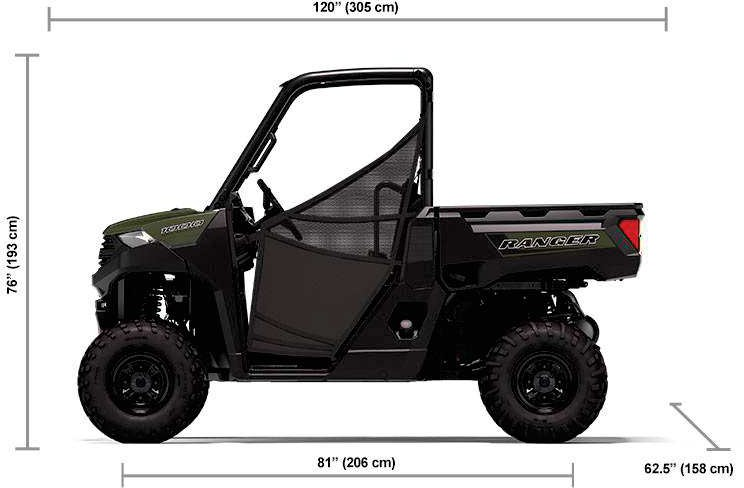 120” (305 cm)
76” (193 cm)
1000
RANGER
81” (206 cm)
62.5” (158 cm)